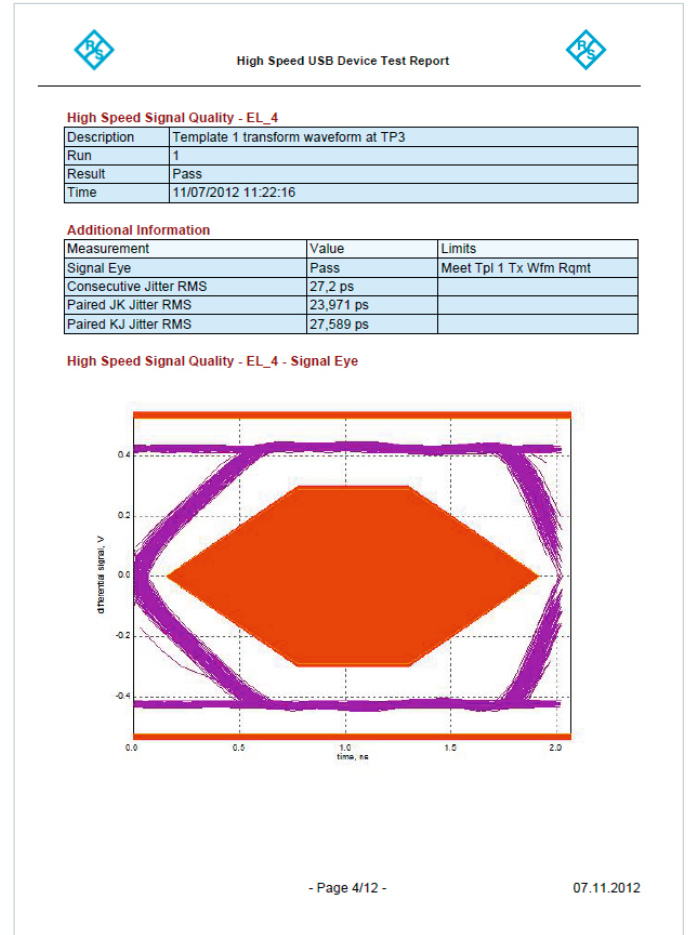 R S
High Speed USB Device Test Report
R S
High Speed Signal Quality - EL_4
Description Template 1 transform waveform at TP3
Run 1
Result Pass
Time 11/07/2012 11:22:16
Additional Information
Measurement Value Limits
Signal Eye Pass Meet Tpl 1 Tx Wfm Rqmt
Consecutive Jitter RMS 27,2 ps
Paired JK Jitter RMS 23,971 ps
Paired KJ Jitter RMS 27,589 ps
High Speed Signal Quality - EL_4 - Signal Eye
differential signal, V
0.4
0.2
0.0
-0.2
-0.4
0.0 0.5 1.0 1.5 2.0
time, ns
- Page 4/12 - 07.11.2012